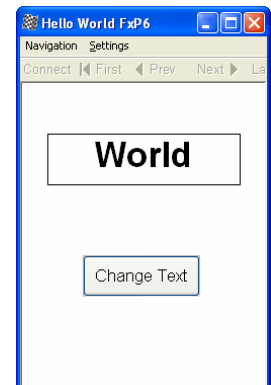 Hello World FxP6
Navigation Settings
Connect First Prev Next La
World
Change Text